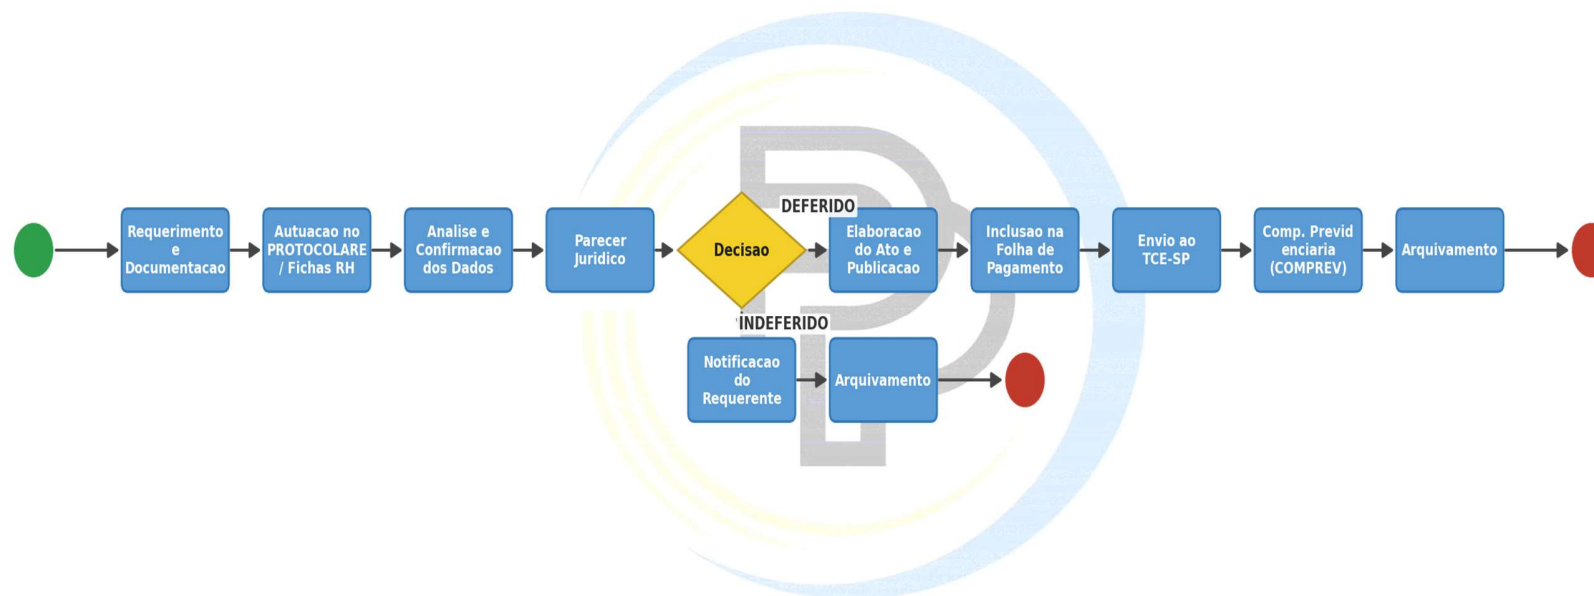 Requerimento
e
Documentacao
Autuacao no
PROTOCOLARE
/ Fichas RH
Analise e
Confirmacao
dos Dados
Parecer
Juridico
Decisao
DEFERIDO
Elaboracao
do Ato e
Publicacao
Inclusao na
Folha de
Pagamento
Envio ao
TCE-SP
Comp. Previd
enciaria
(COMPREV)
Arquivamento
INDEFERIDO
Notificacao
do
Requerente
Arquivamento